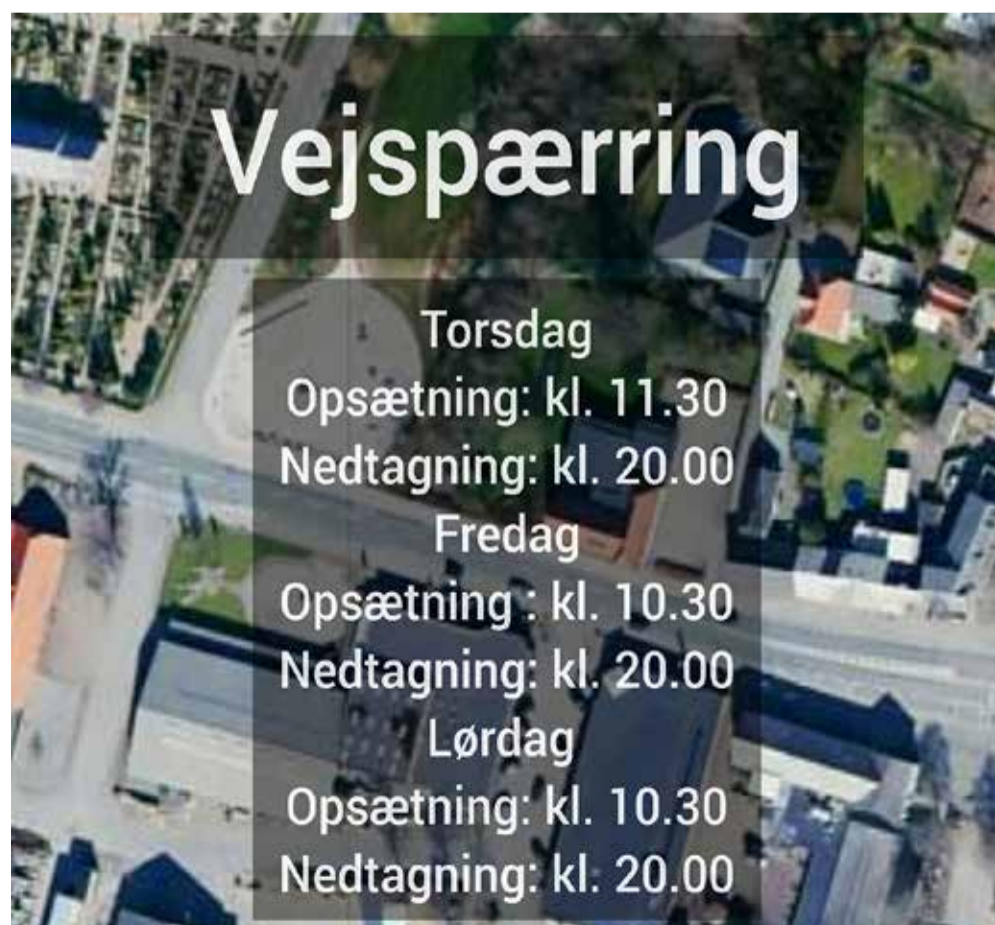 Vejspærring
Torsdag
Opsætning: kl. 11.30
Nedtagning: kl. 20.00
Fredag
Opsætning : kl. 10.30
Nedtagning: kl. 20.00
Lørdag
Opsætning: kl. 10.30
Nedtagning: kl. 20.00